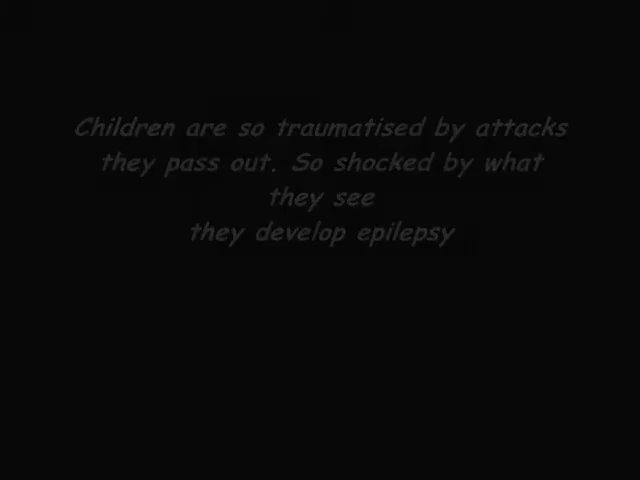 Children are so traumatised by attacks
they pass out. So shocked by what
they see
they develop epilepsy